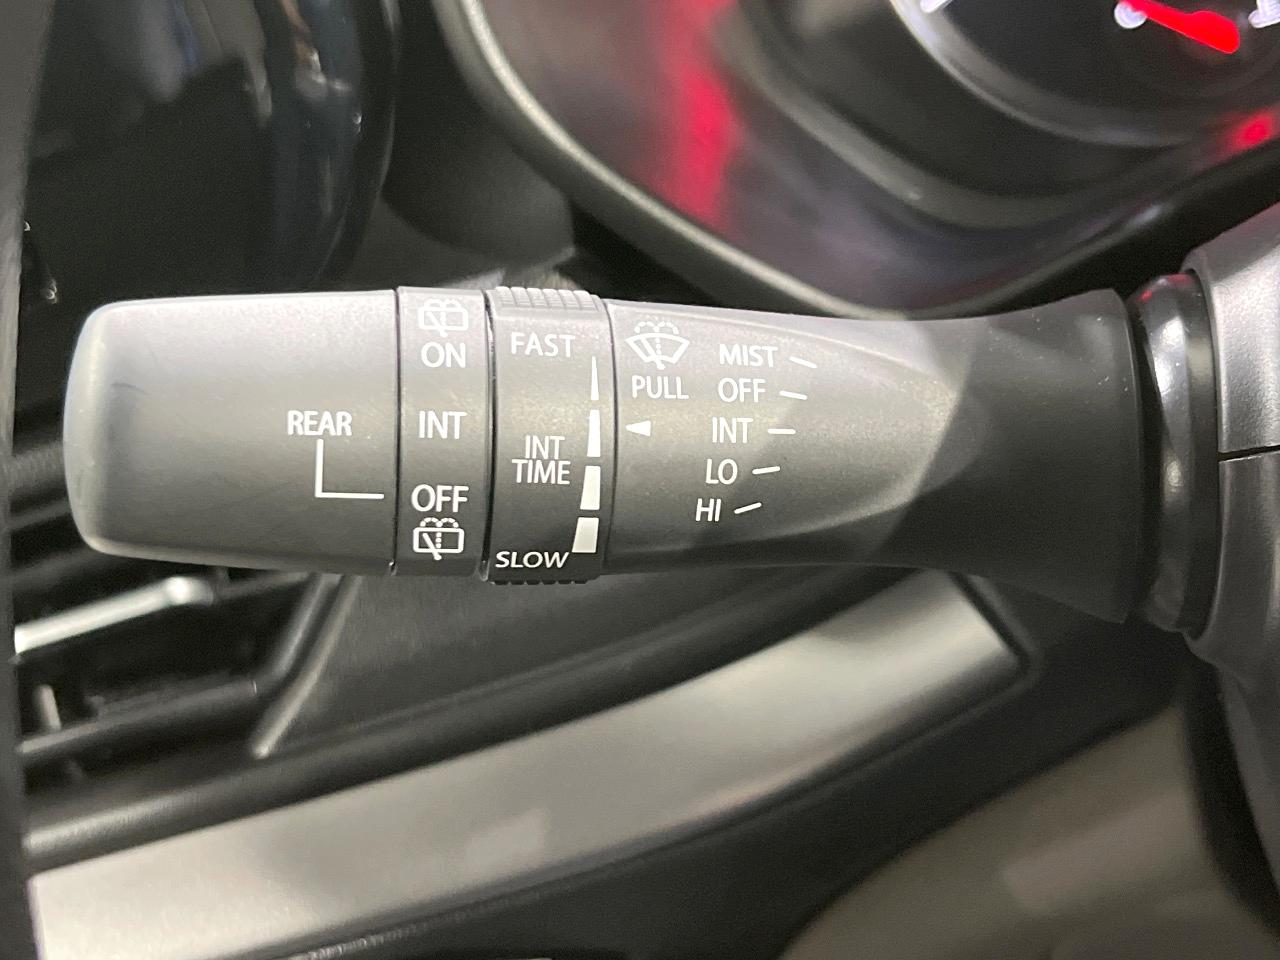 REAR
ON
INT
OFF
FAST
INT
TIME
SLOW
PULL
MIST
OFF
INT
LO
HI